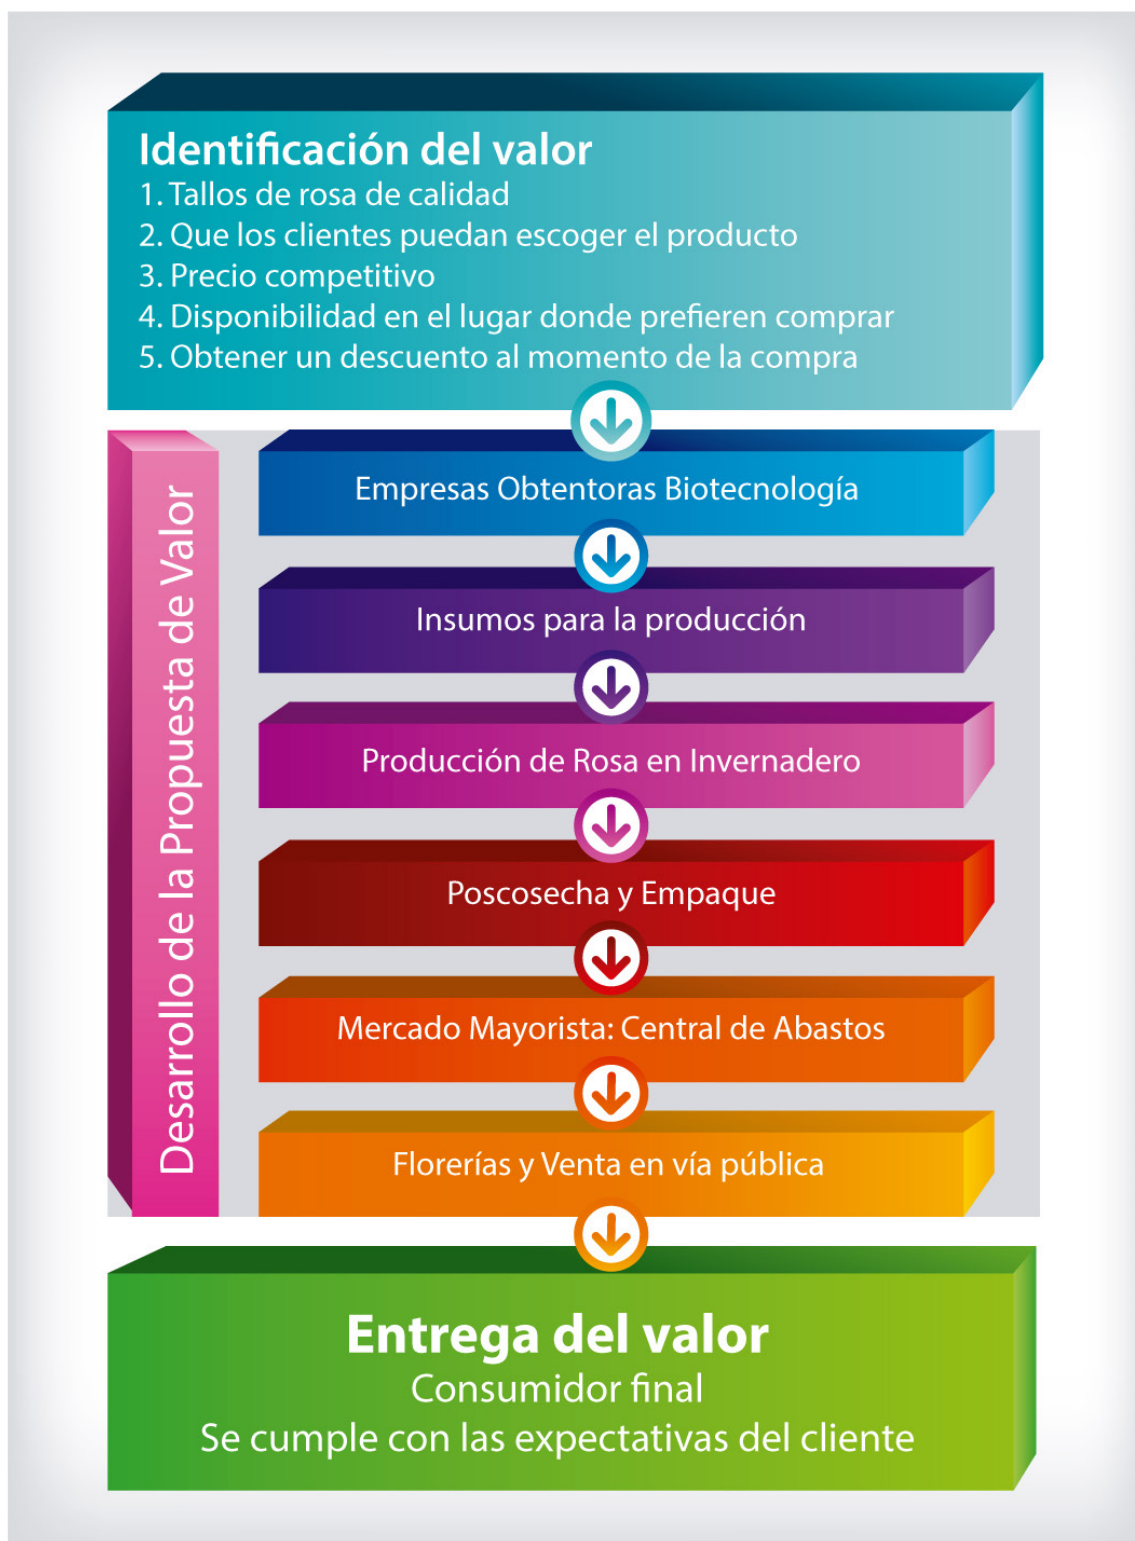 Identificación del valor
1. Tallos de rosa de calidad
2. Que los clientes puedan escoger el producto
3. Precio competitivo
4. Disponibilidad en el lugar donde prefieren comprar
5. Obtener un descuento al momento de la compra
Desarrollo de la Propuesta de Valor
Empresas Obtentoras Biotecnología
Insumos para la producción
Producción de Rosa en Invernadero
Poscosecha y Empaque
Mercado Mayorista: Central de Abastos
Florerías y Venta en vía pública
Entrega del valor
Consumidor final
Se cumple con las expectativas del cliente